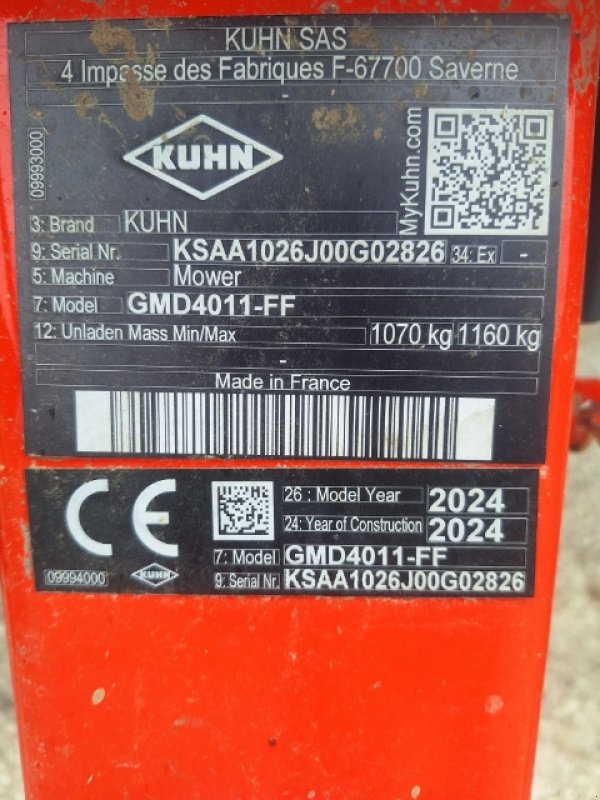 KUHN SAS
4 Impasse des Fabriques F-67700 Saverne
-
09993000
KUHN
MyKuhn.com
3: Brand KUHN
9: Serial Nr. KSAA1026J00G02826 34: Ex -
5: Machine Mower
7: Model GMD4011-FF
12: Unladen Mass Min/Max 1070 kg 1160 kg
-
Made in France
CE
26 : Model Year 2024
24: Year of Construction 2024
7: Model GMD4011-FF
09994000 KUHN 9: Serial Nr. KSAA1026J00G02826